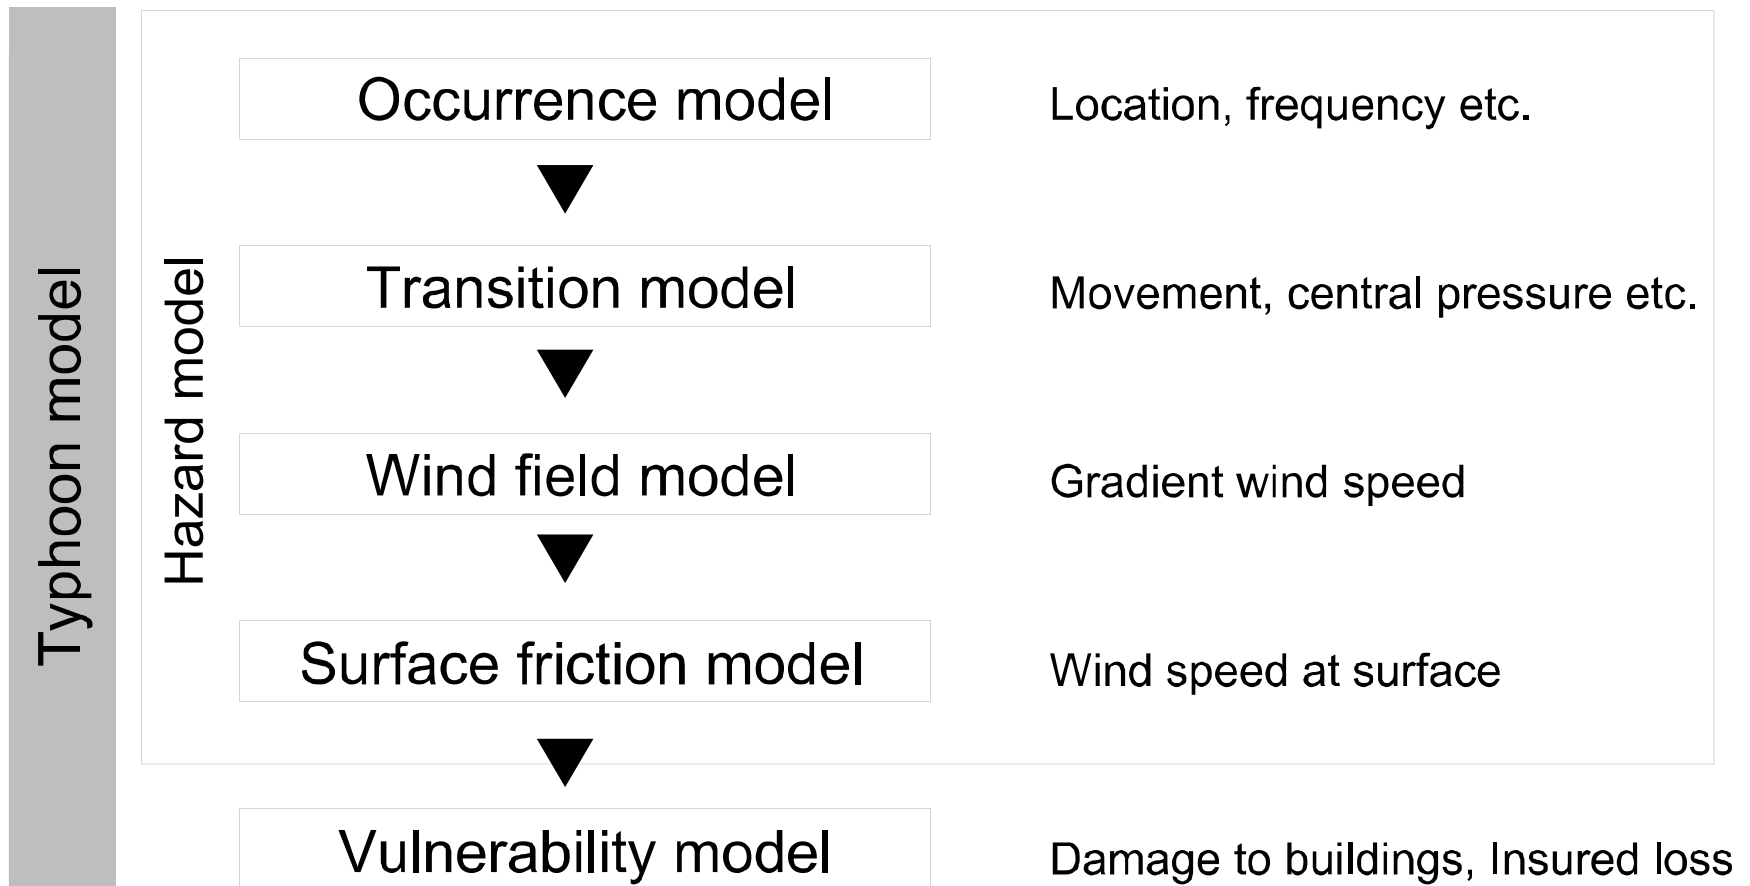 Typhoon model
Hazard model
Occurrence model
Location, frequency etc.
Transition model
Movement, central pressure etc.
Wind field model
Gradient wind speed
Surface friction model
Wind speed at surface
Vulnerability model
Damage to buildings, Insured loss